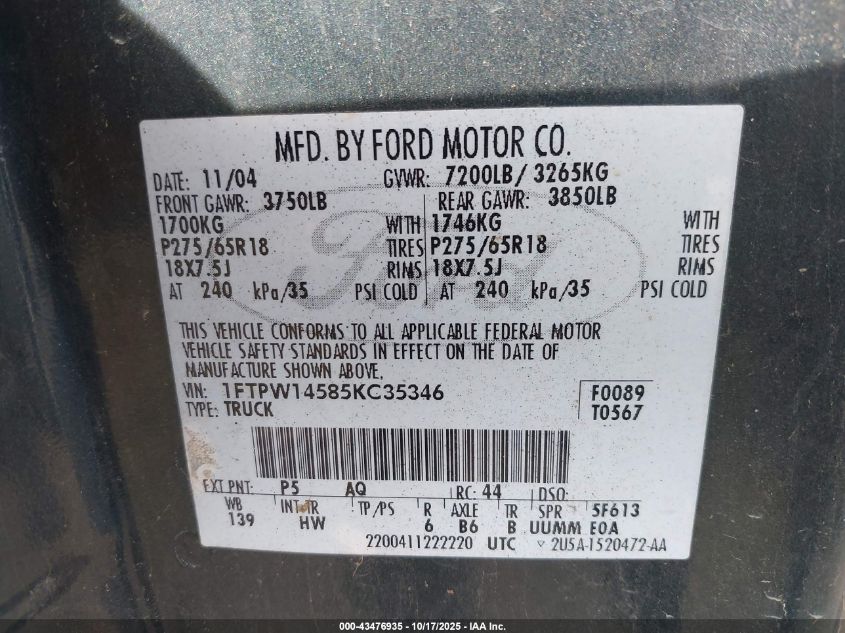 MFD. BY FORD MOTOR CO.
DATE: 11/04 GVWR: 7200LB/ 3265KG
FRONT GAWR: 3750LB REAR GAWR: 3850LB
1700KG WITH 1746KG WITH
P275/65R18 TIRES P275/65R18 TIRES
18X7.5J RIMS 18X7.5J RIMS
AT 240 kPa/35 PSI COLD AT 240 kPa/35 PSI COLD
Ford
THIS VEHICLE CONFORMS TO ALL APPLICABLE FEDERAL MOTOR
VEHICLE SAFETY STANDARDS IN EFFECT ON THE DATE OF
MANUFACTURE SHOWN ABOVE.
VIN: 1FTPW14585KC35346 F0089
TYPE: TRUCK T0567
EXT PNT: P5 AQ RC: 44 DSO:
WB INT TR TP/PS R AXLE TR SPR 5F613
139 HW 6 B6 B UUMM EOA
2200411222220 UTC 2U5A-1520472-AA
000-43476935 - 10/17/2025 - IAA Inc.